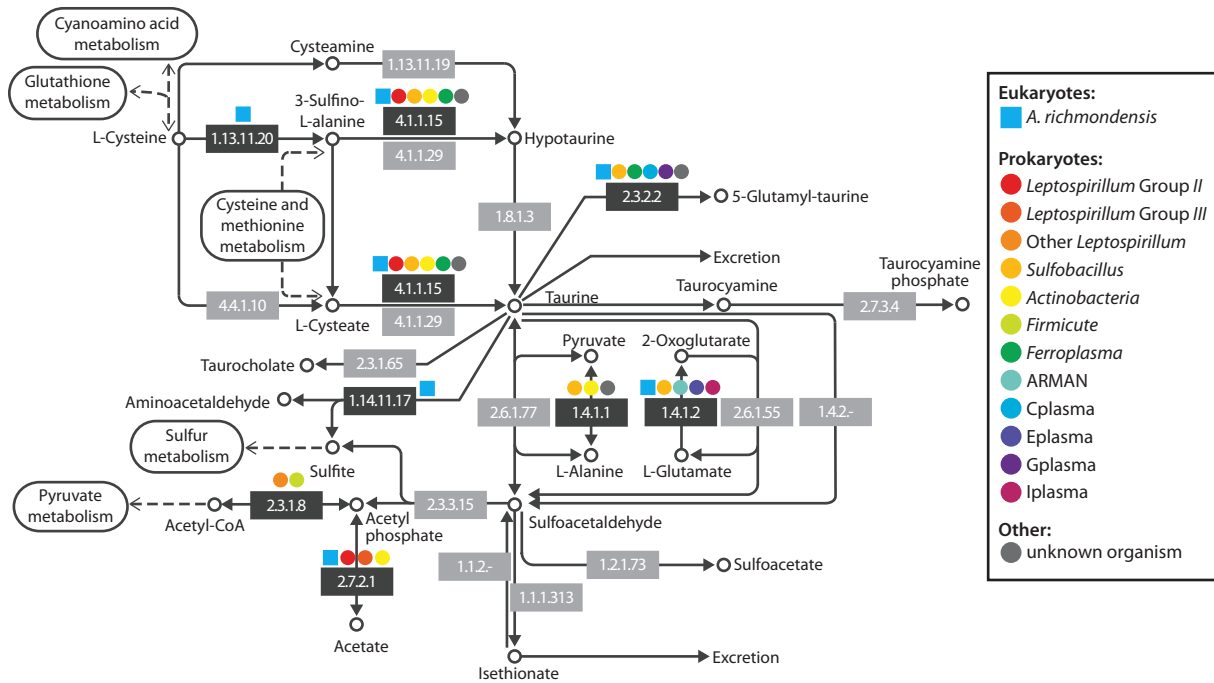 Cyanoamino acid
metabolism
Glutathione
metabolism
Cysteamine
1.13.11.19
3-Sulfino-
L-alanine
L-Cysteine
1.13.11.20
4.1.1.15
4.1.1.29
Hypotaurine
Cysteine and
methionine
metabolism
1.8.1.3
2.3.2.2
5-Glutamyl-taurine
Excretion
4.4.1.10
L-Cysteate
4.1.1.15
4.1.1.29
Taurine
Taurocyamine
2.7.3.4
Taurocyamine
phosphate
Taurocholate
2.3.1.65
Pyruvate
2-Oxoglutarate
Aminoacetaldehyde
1.14.11.17
2.6.1.77
1.4.1.1
1.4.1.2
2.6.1.55
1.4.2.-
Sulfur
metabolism
Sulfite
L-Alanine
L-Glutamate
Pyruvate
metabolism
Acetyl-CoA
2.3.1.8
Acetyl
phosphate
2.3.3.15
Sulfoacetaldehyde
2.7.2.1
Acetate
1.1.2.-
1.1.1.313
1.2.1.73
Sulfoacetate
Isethionate
Excretion
Eukaryotes:
A. richmondensis
Prokaryotes:
Leptospirillum Group II
Leptospirillum Group III
Other Leptospirillum
Sulfobacillus
Actinobacteria
Firmicute
Ferroplasma
ARMAN
Cplasma
Eplasma
Gplasma
Iplasma
Other:
unknown organism